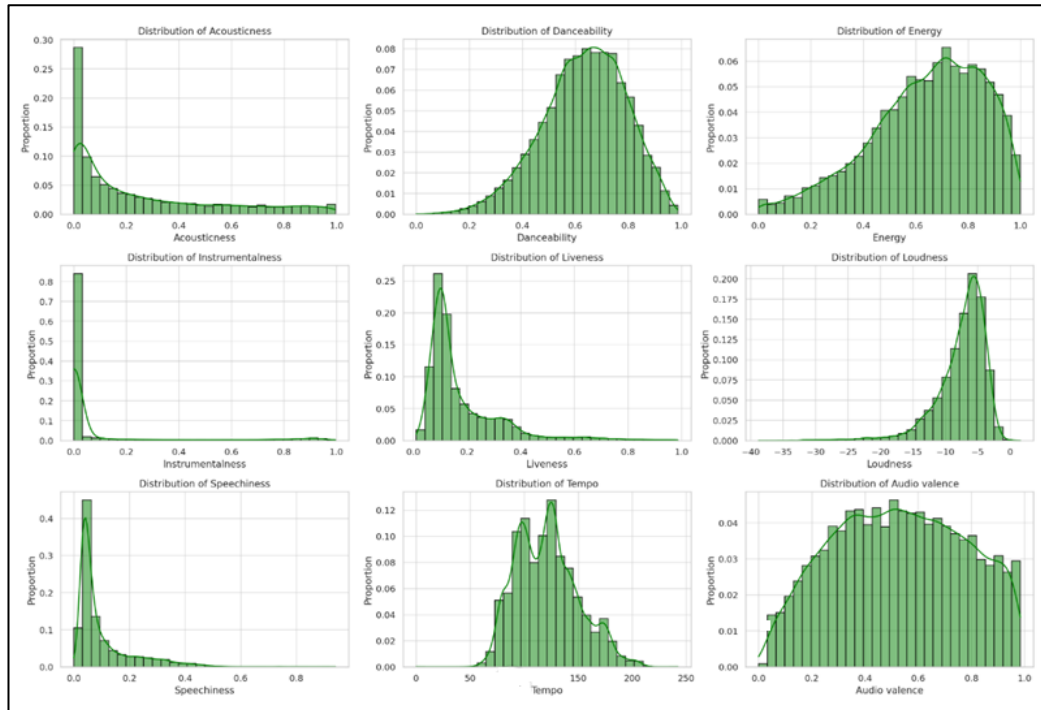 Distribution of Acousticness
Proportion
0.30
0.25
0.20
0.15
0.10
0.05
0.00
0.0 0.2 0.4 0.6 0.8 1.0
Acousticness
Distribution of Danceability
Proportion
0.08
0.07
0.06
0.05
0.04
0.03
0.02
0.01
0.00
0.0 0.2 0.4 0.6 0.8 1.0
Danceability
Distribution of Energy
Proportion
0.06
0.05
0.04
0.03
0.02
0.01
0.00
0.0 0.2 0.4 0.6 0.8 1.0
Energy
Distribution of Instrumentalness
Proportion
0.8
0.7
0.6
0.5
0.4
0.3
0.2
0.1
0.0
0.0 0.2 0.4 0.6 0.8 1.0
Instrumentalness
Distribution of Liveness
Proportion
0.25
0.20
0.15
0.10
0.05
0.00
0.0 0.2 0.4 0.6 0.8 1.0
Liveness
Distribution of Loudness
Proportion
0.200
0.175
0.150
0.125
0.100
0.075
0.050
0.025
0.000
−40 −35 −30 −25 −20 −15 −10 −5 0
Loudness
Distribution of Speechiness
Proportion
0.4
0.3
0.2
0.1
0.0
0.0 0.2 0.4 0.6 0.8
Speechiness
Distribution of Tempo
Proportion
0.12
0.10
0.08
0.06
0.04
0.02
0.00
0 50 100 150 200 250
Tempo
Distribution of Audio valence
Proportion
0.04
0.03
0.02
0.01
0.00
0.0 0.2 0.4 0.6 0.8 1.0
Audio valence